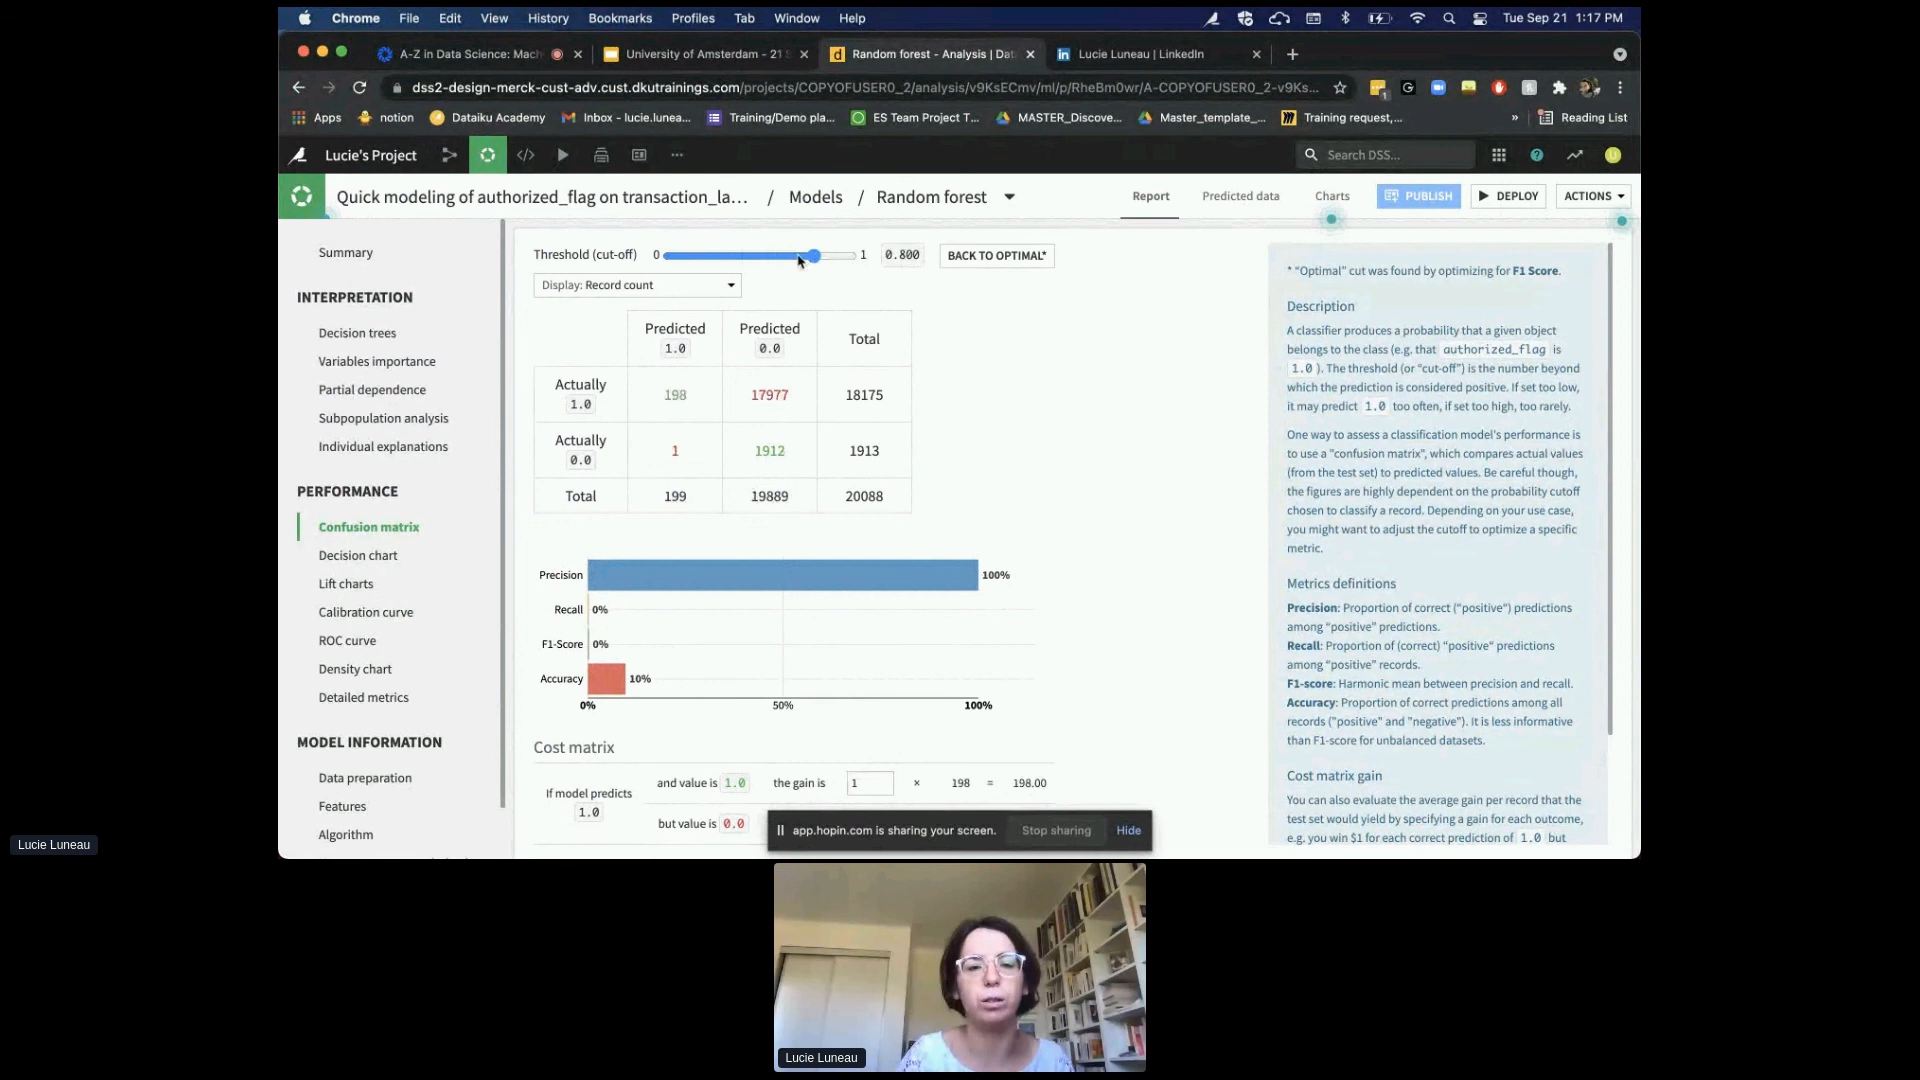 Chrome File Edit View History Bookmarks Profiles Tab Window Help Tue Sep 21 1:17 PM
A-Z in Data Science: Mach University of Amsterdam - 21 S Random forest - Analysis | Dat Lucie Luneau | LinkedIn
dss2-design-merck-cust-adv.cust.dkutrainings.com/projects/COPYOFUSER0_2/analysis/v9KsECmv/ml/p/RheBm0wr/A-COPYOFUSER0_2-v9Ks...
Apps notion Dataiku Academy Inbox - lucie.lunea... Training/Demo pla... ES Team Project T... MASTER_Discove... Master_template_... Training request,... » Reading List
Lucie's Project Search DSS...
Quick modeling of authorized_flag on transaction_la... / Models / Random forest Report Predicted data Charts PUBLISH DEPLOY ACTIONS
Summary
INTERPRETATION
Decision trees
Variables importance
Partial dependence
Subpopulation analysis
Individual explanations
PERFORMANCE
Confusion matrix
Decision chart
Lift charts
Calibration curve
ROC curve
Density chart
Detailed metrics
MODEL INFORMATION
Data preparation
Features
Algorithm
Threshold (cut-off) 0 1 0.800 BACK TO OPTIMAL*
Display: Record count
Predicted 1.0 Predicted 0.0 Total
Actually 1.0 198 17977 18175
Actually 0.0 1 1912 1913
Total 199 19889 20088
Precision 100%
Recall 0%
F1-Score 0%
Accuracy 10%
0% 50% 100%
Cost matrix
If model predicts 1.0
and value is 1.0 the gain is 1 × 198 = 198.00
but value is 0.0
app.hopin.com is sharing your screen. Stop sharing Hide
* "Optimal" cut was found by optimizing for F1 Score.
Description
A classifier produces a probability that a given object
belongs to the class (e.g. that authorized_flag is
1.0 ). The threshold (or "cut-off") is the number beyond
which the prediction is considered positive. If set too low,
it may predict 1.0 too often, if set too high, too rarely.
One way to assess a classification model's performance is
to use a "confusion matrix", which compares actual values
(from the test set) to predicted values. Be careful though,
the figures are highly dependent on the probability cutoff
chosen to classify a record. Depending on your use case,
you might want to adjust the cutoff to optimize a specific
metric.
Metrics definitions
Precision: Proportion of correct ("positive") predictions
among "positive" predictions.
Recall: Proportion of (correct) "positive" predictions
among "positive" records.
F1-score: Harmonic mean between precision and recall.
Accuracy: Proportion of correct predictions among all
records ("positive" and "negative"). It is less informative
than F1-score for unbalanced datasets.
Cost matrix gain
You can also evaluate the average gain per record that the
test set would yield by specifying a gain for each outcome,
e.g. you win $1 for each correct prediction of 1.0 but
Lucie Luneau
Lucie Luneau